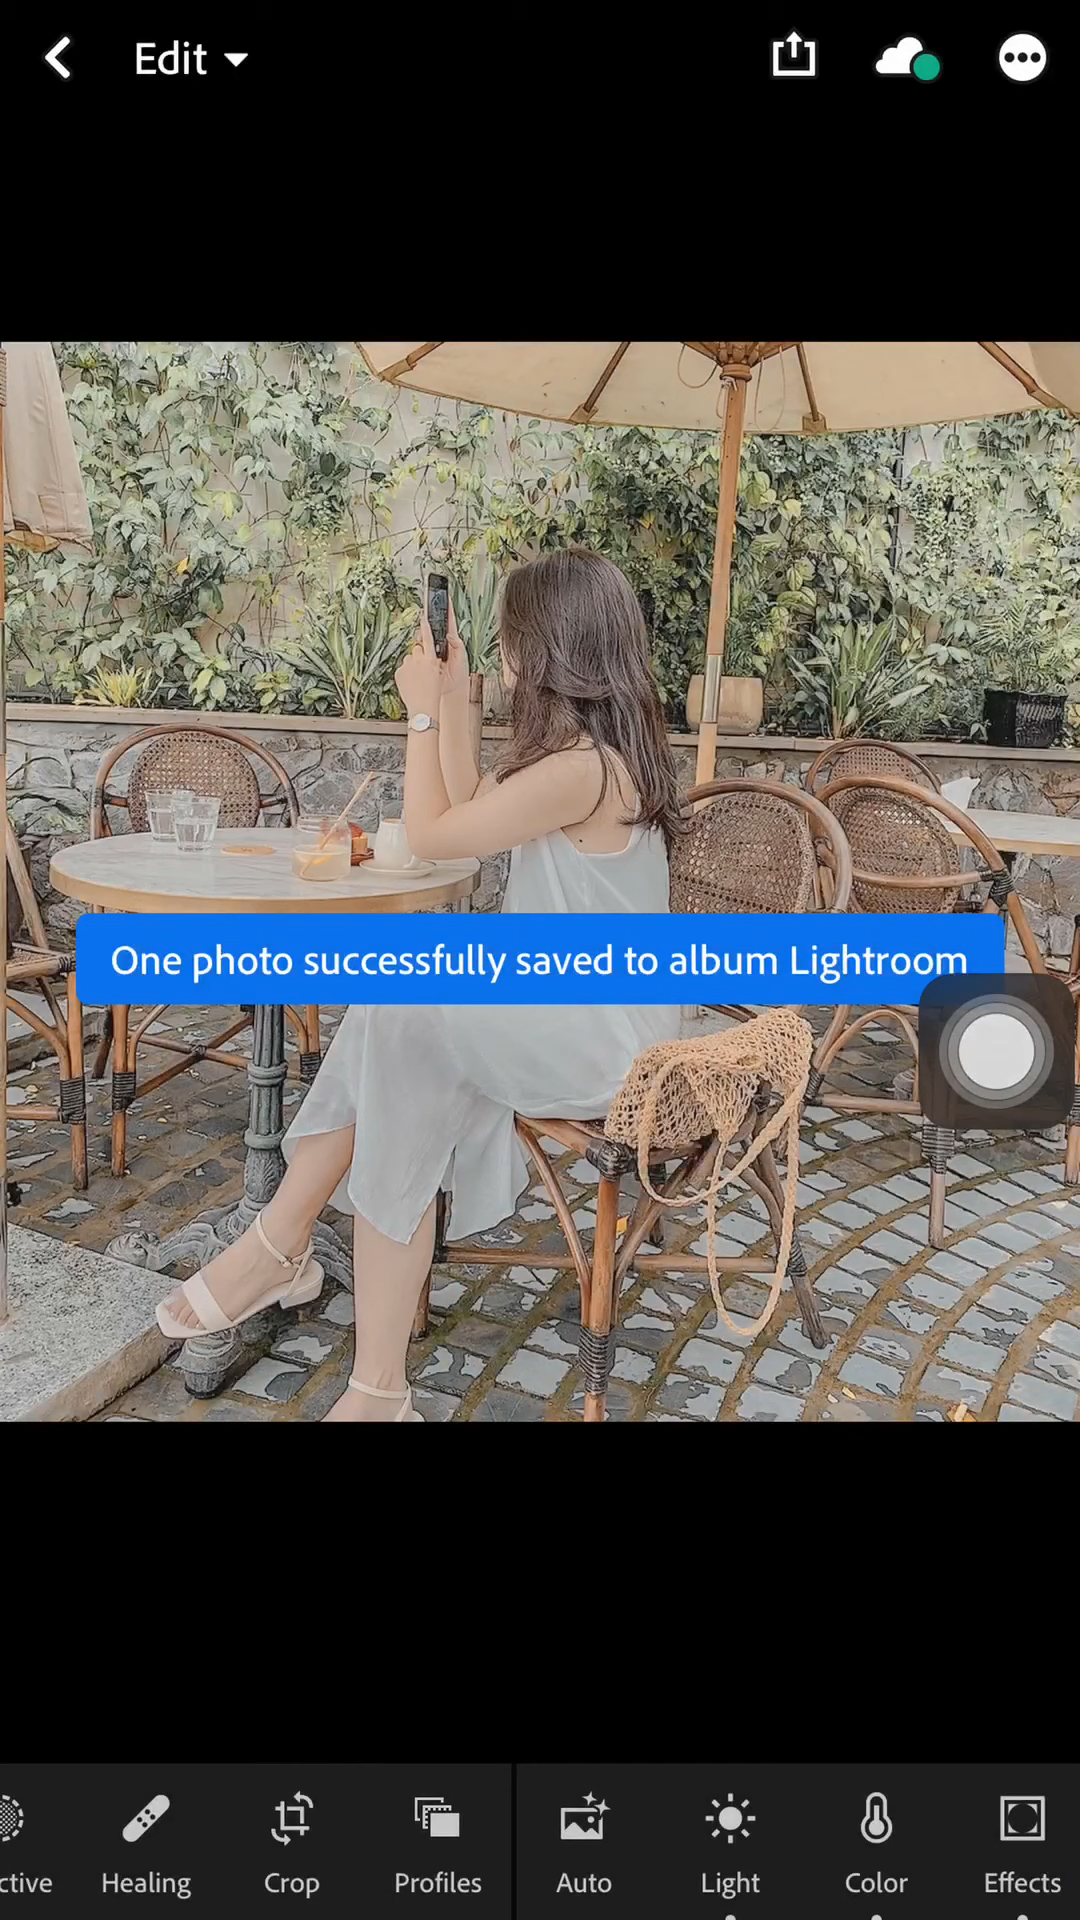 Edit
One photo successfully saved to album Lightroom
ctive Healing Crop Profiles Auto Light Color Effects